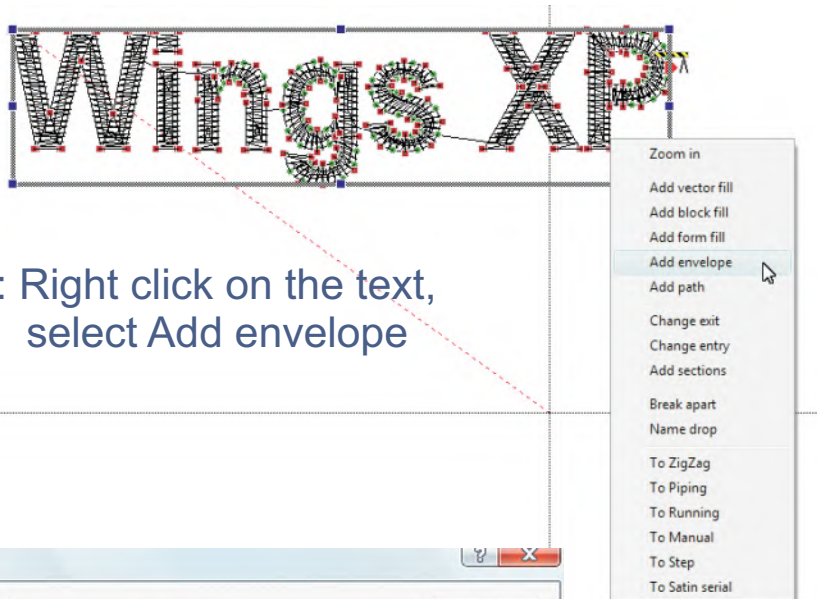 Wings XP
Zoom in
Add vector fill
Add block fill
Add form fill
Add envelope
Add path
Change exit
Change entry
Add sections
Break apart
Name drop
To ZigZag
To Piping
To Running
To Manual
To Step
To Satin serial
: Right click on the text,
select Add envelope
?
X